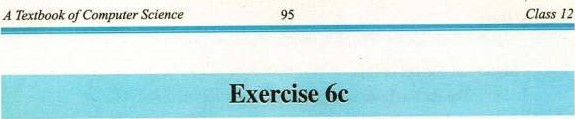 A Textbook of Computer Science 95 Class 12
Exercise 6c